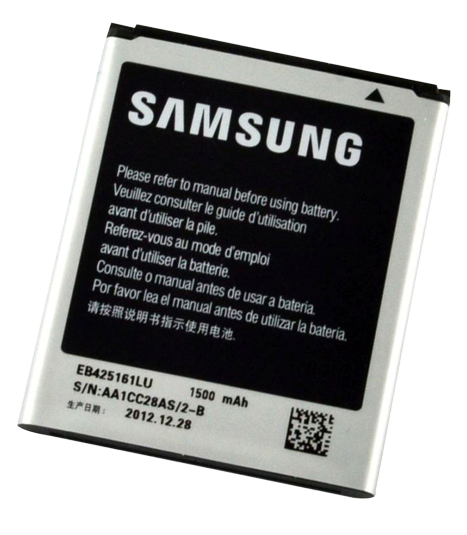 SAMSUNG
Please refer to manual before using battery.
Veuillez consulter le guide d'utilisation
avant d'utiliser la pile.
Referez-vous au mode d'emploi
avant d'utiliser la batterie.
Consulte o manual antes de usar a bateria.
Por favor lea el manual antes de utilizar la batería.
请按照说明书指示使用电池.
EB425161LU 1500 mAh
S/N:AA1CC28AS/2-B
生产日期: 2012.12.28